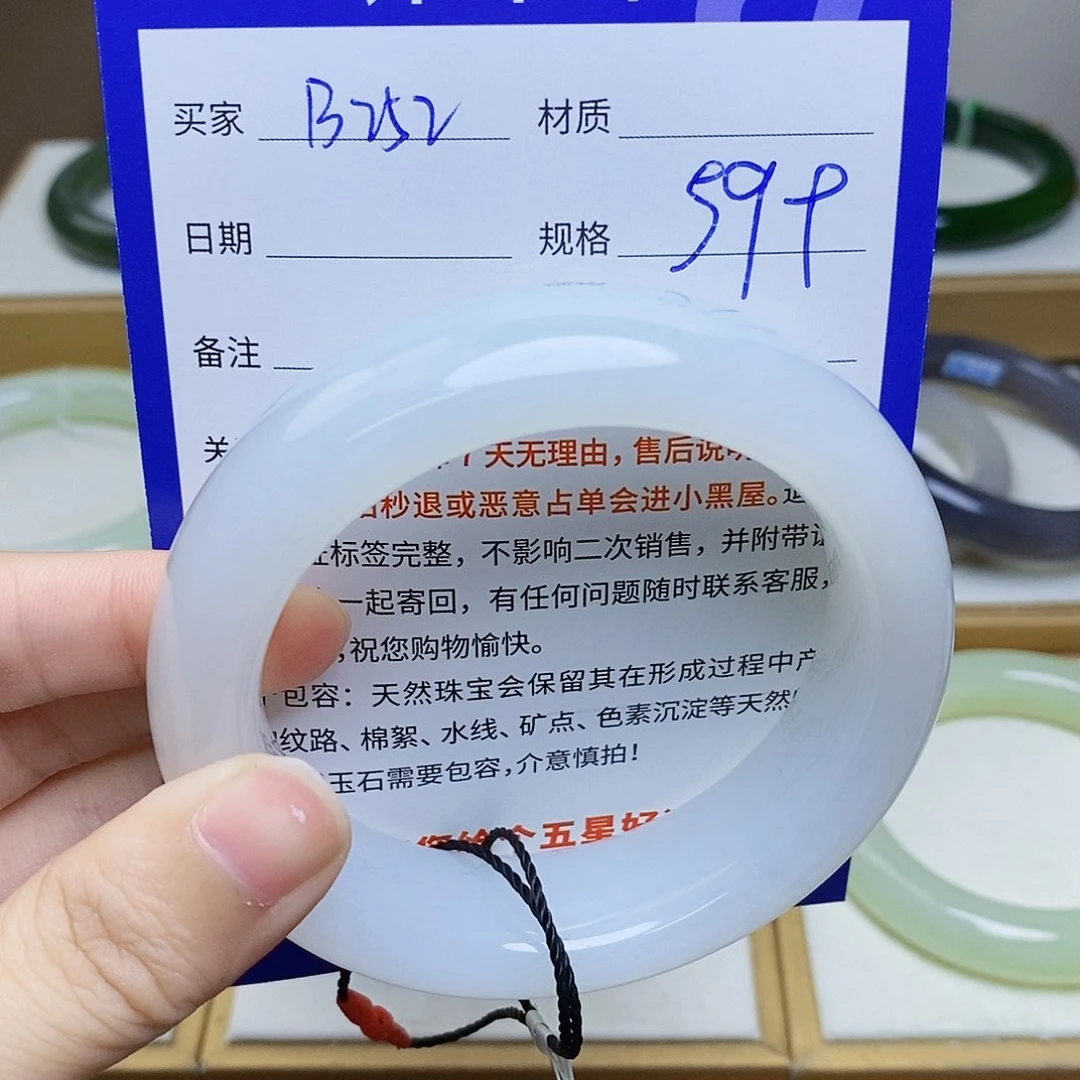 买家 B252 材质
日期 规格 59
备注
关
天无理由，售后说
秒退或恶意占单会进小黑屋。
标签完整，不影响二次销售，并附带
一起寄回，有任何问题随时联系客服，
，祝您购物愉快。
包容：天然珠宝会保留其在形成过程中产
纹路、棉絮、水线、矿点、色素沉淀等天然
玉石需要包容，介意慎拍！
个五星好